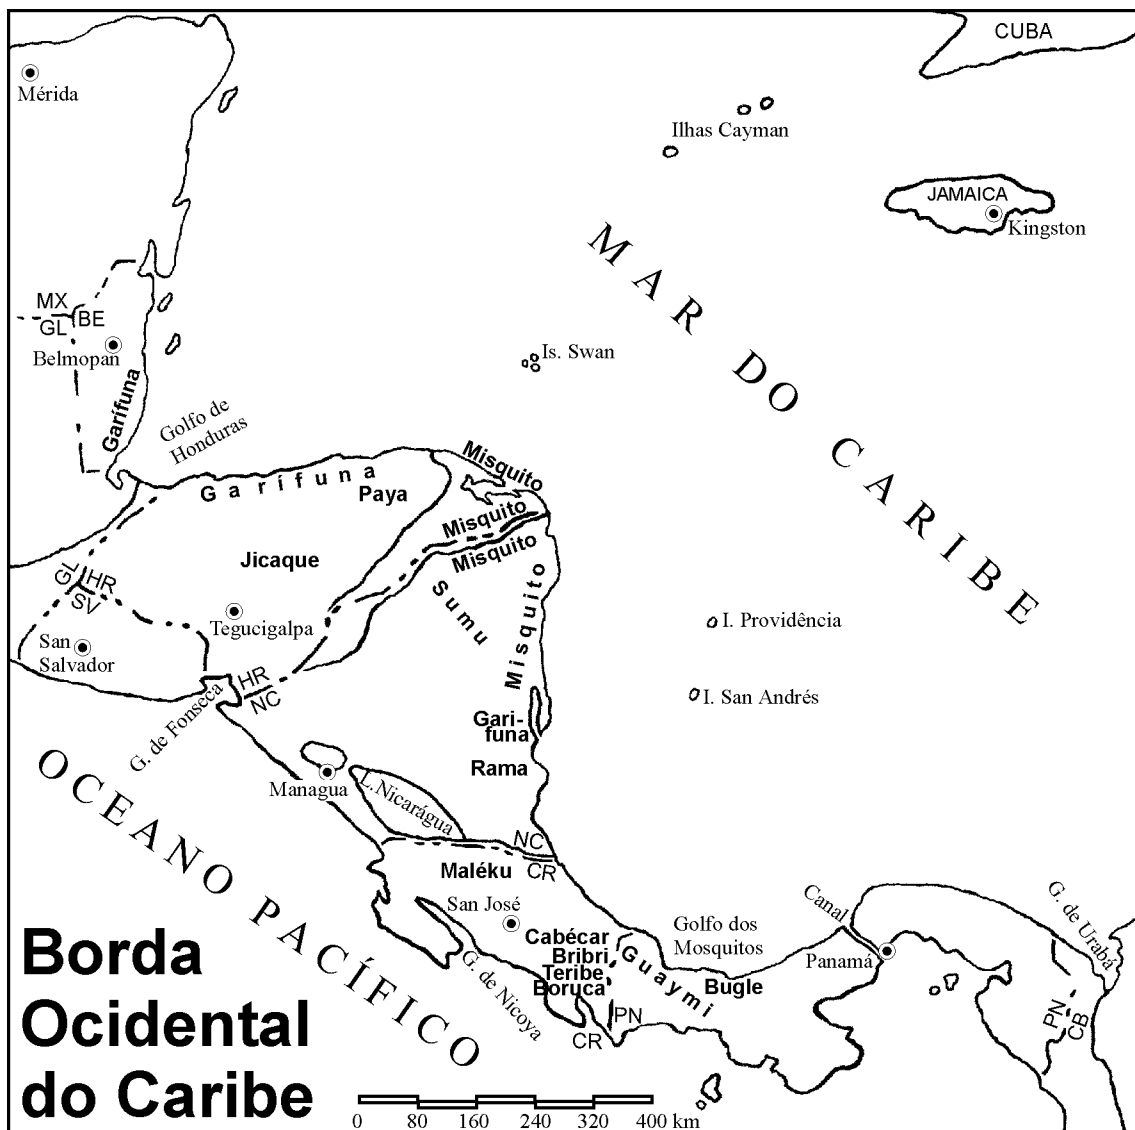 CUBA
Mérida
Ilhas Cayman
JAMAICA
Kingston
MAR DO CARIBE
MX
BE
GL
Belmopan
Is. Swan
Garífuna
Golfo de
Honduras
Misquito
Garífuna
Paya
Misquito
Misquito
Jicaque
GL
HR
SV
Sumu
Misquito
Tegucigalpa
I. Providência
San
Salvador
HR
NC
I. San Andrés
G. de Fonseca
Gari-
funa
Rama
Managua
L.Nicarágua
OCEANO PACÍFICO
NC
CR
Maléku
San José
Canal
G. de Urabá
Golfo dos
Mosquitos
Cabécar
Bribri
Teribe
Boruca
Guaymi
Bugle
Panamá
G. de Nicoya
PN
CR
PN
CB
Borda
Ocidental
do Caribe
0 80 160 240 320 400 km